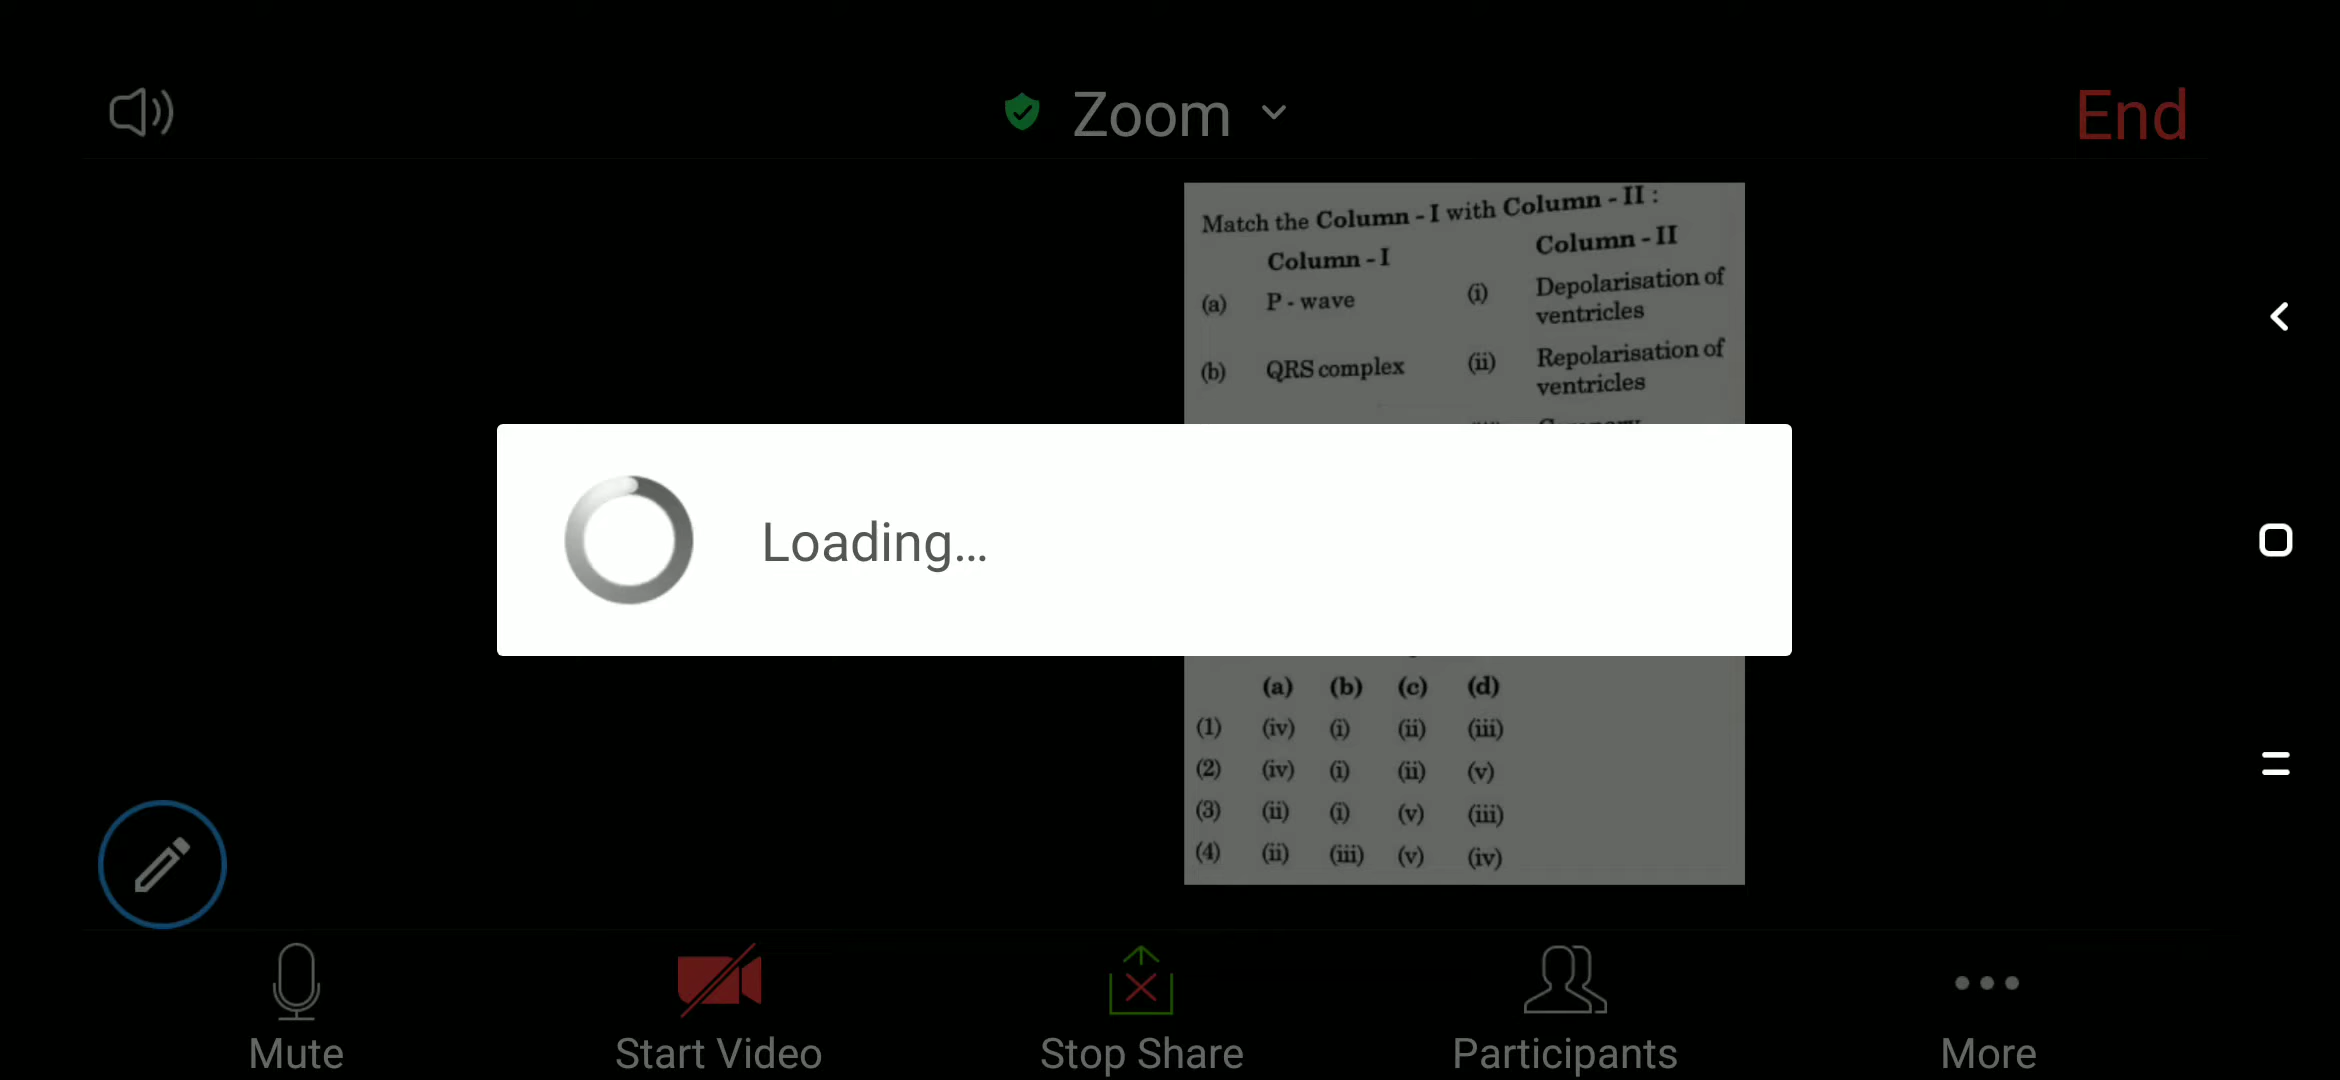 Zoom
End
Match the Column - I with Column - II :
Column - I
Column - II
(a) P - wave (i) Depolarisation of
ventricles
(b) QRS complex (ii) Repolarisation of
ventricles
Loading...
(a) (b) (c) (d)
(1) (iv) (i) (ii) (iii)
(2) (iv) (i) (ii) (v)
(3) (ii) (i) (v) (iii)
(4) (ii) (iii) (v) (iv)
Mute
Start Video
Stop Share
Participants
More